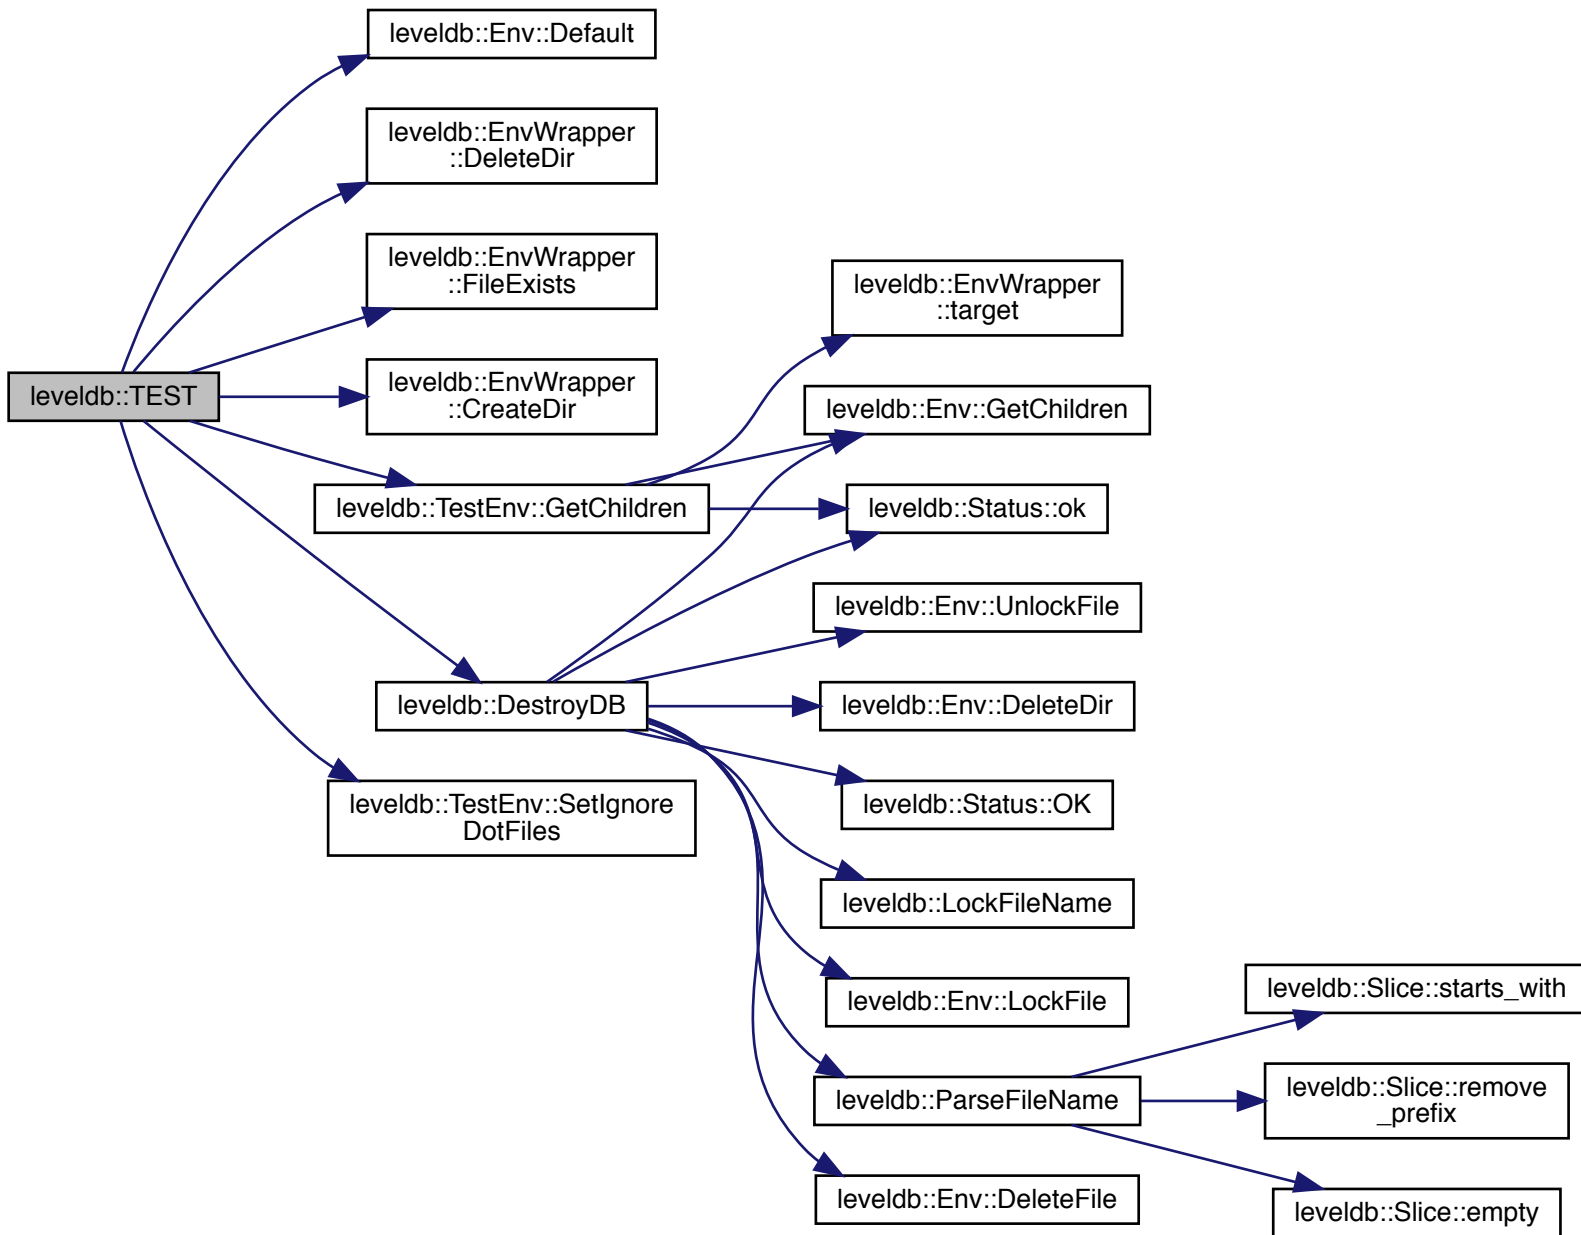 leveldb::TEST
leveldb::Env::Default
leveldb::EnvWrapper
::DeleteDir
leveldb::EnvWrapper
::FileExists
leveldb::EnvWrapper
::CreateDir
leveldb::TestEnv::GetChildren
leveldb::DestroyDB
leveldb::TestEnv::SetIgnore
DotFiles
leveldb::EnvWrapper
::target
leveldb::Env::GetChildren
leveldb::Status::ok
leveldb::Env::UnlockFile
leveldb::Env::DeleteDir
leveldb::Status::OK
leveldb::LockFileName
leveldb::Env::LockFile
leveldb::ParseFileName
leveldb::Env::DeleteFile
leveldb::Slice::starts_with
leveldb::Slice::remove
_prefix
leveldb::Slice::empty